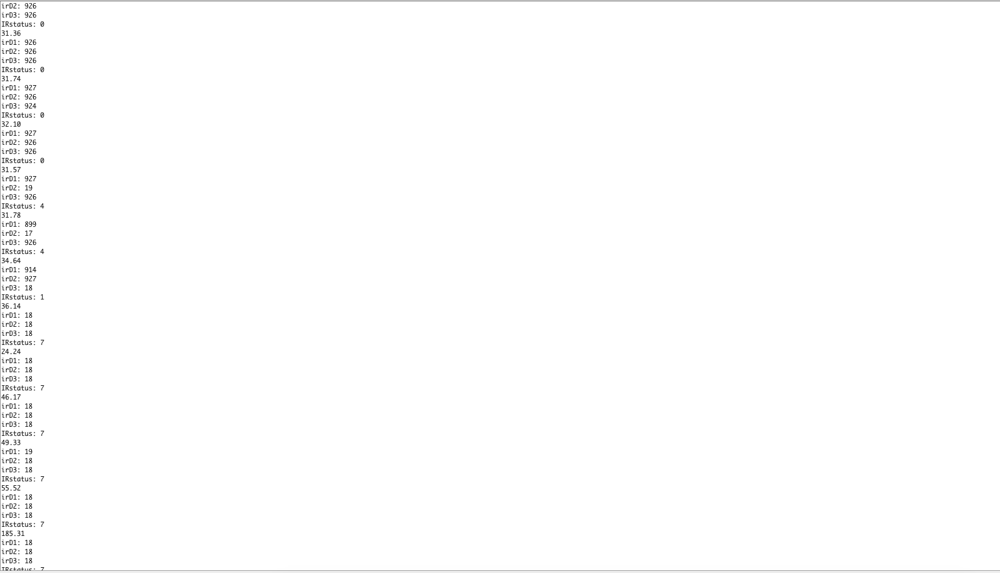 irD2: 926
irD3: 926
IRstatus: 0
31.36
irD1: 926
irD2: 926
irD3: 926
IRstatus: 0
31.74
irD1: 927
irD2: 926
irD3: 924
IRstatus: 0
32.10
irD1: 927
irD2: 926
irD3: 926
IRstatus: 0
31.57
irD1: 927
irD2: 19
irD3: 926
IRstatus: 4
31.78
irD1: 899
irD2: 17
irD3: 926
IRstatus: 4
34.64
irD1: 914
irD2: 927
irD3: 18
IRstatus: 1
36.14
irD1: 18
irD2: 18
irD3: 18
IRstatus: 7
24.24
irD1: 18
irD2: 18
irD3: 18
IRstatus: 7
46.17
irD1: 18
irD2: 18
irD3: 18
IRstatus: 7
49.33
irD1: 19
irD2: 18
irD3: 18
IRstatus: 7
55.52
irD1: 18
irD2: 18
irD3: 18
IRstatus: 7
185.31
irD1: 18
irD2: 18
irD3: 18
IRstatus: 7